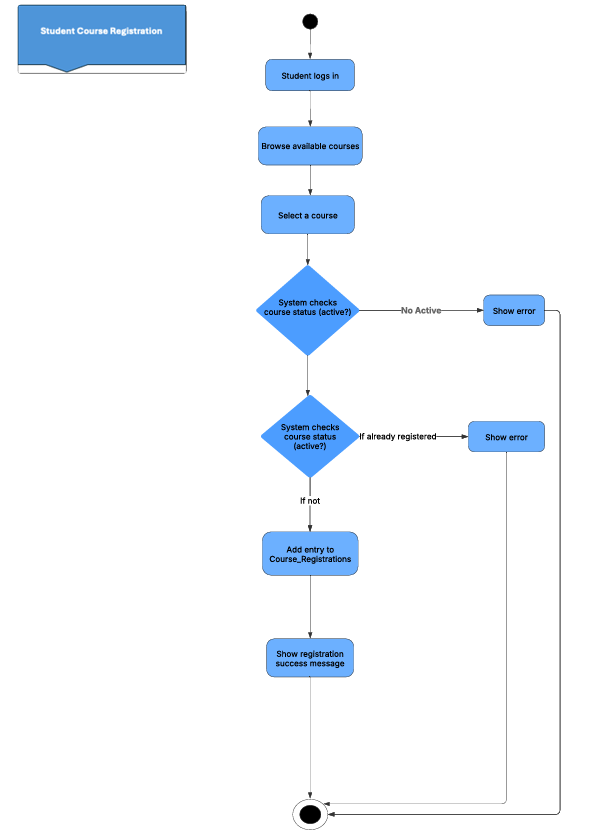 Student Course Registration
Student logs in
Browse available courses
Select a course
System checks
course status (active?)
No Active
Show error
System checks
course status
(active?)
If already registered
Show error
If not
Add entry to
Course_Registrations
Show registration
success message